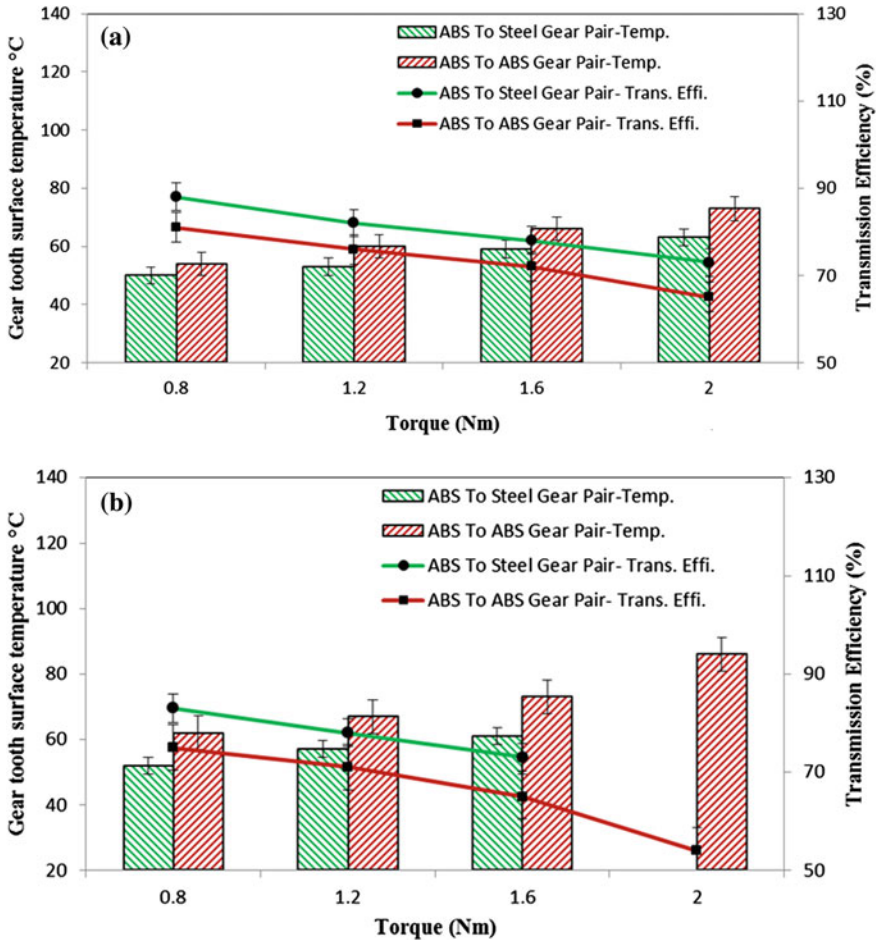 140
130
(a)
ABS To Steel Gear Pair-Temp.
ABS To ABS Gear Pair-Temp.
ABS To Steel Gear Pair- Trans. Effi.
ABS To ABS Gear Pair- Trans. Effi.
120
100
80
60
40
20
110
90
70
50
Gear tooth surface temperature °C
Transmission Efficiency (%)
0.8
1.2
1.6
2
Torque (Nm)
140
130
(b)
ABS To Steel Gear Pair-Temp.
ABS To ABS Gear Pair-Temp.
ABS To Steel Gear Pair- Trans. Effi.
ABS To ABS Gear Pair- Trans. Effi.
120
100
80
60
40
20
110
90
70
50
Gear tooth surface temperature °C
Transmission Efficiency (%)
0.8
1.2
1.6
2
Torque (Nm)